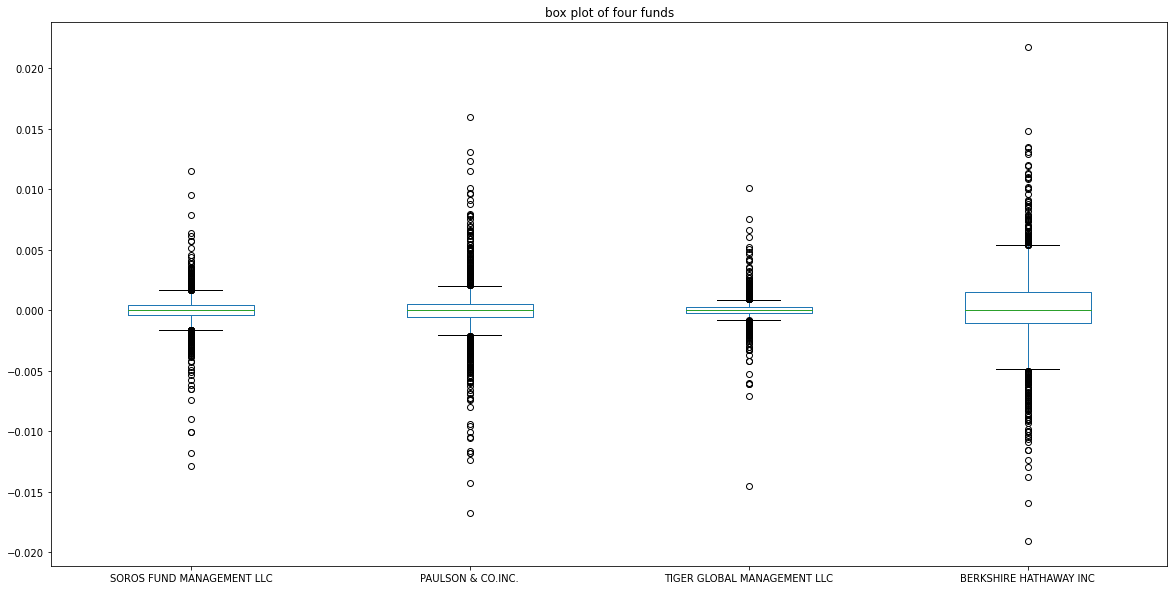 box plot of four funds
0.020
0.015
0.010
0.005
0.000
−0.005
−0.010
−0.015
−0.020
SOROS FUND MANAGEMENT LLC
PAULSON & CO.INC.
TIGER GLOBAL MANAGEMENT LLC
BERKSHIRE HATHAWAY INC